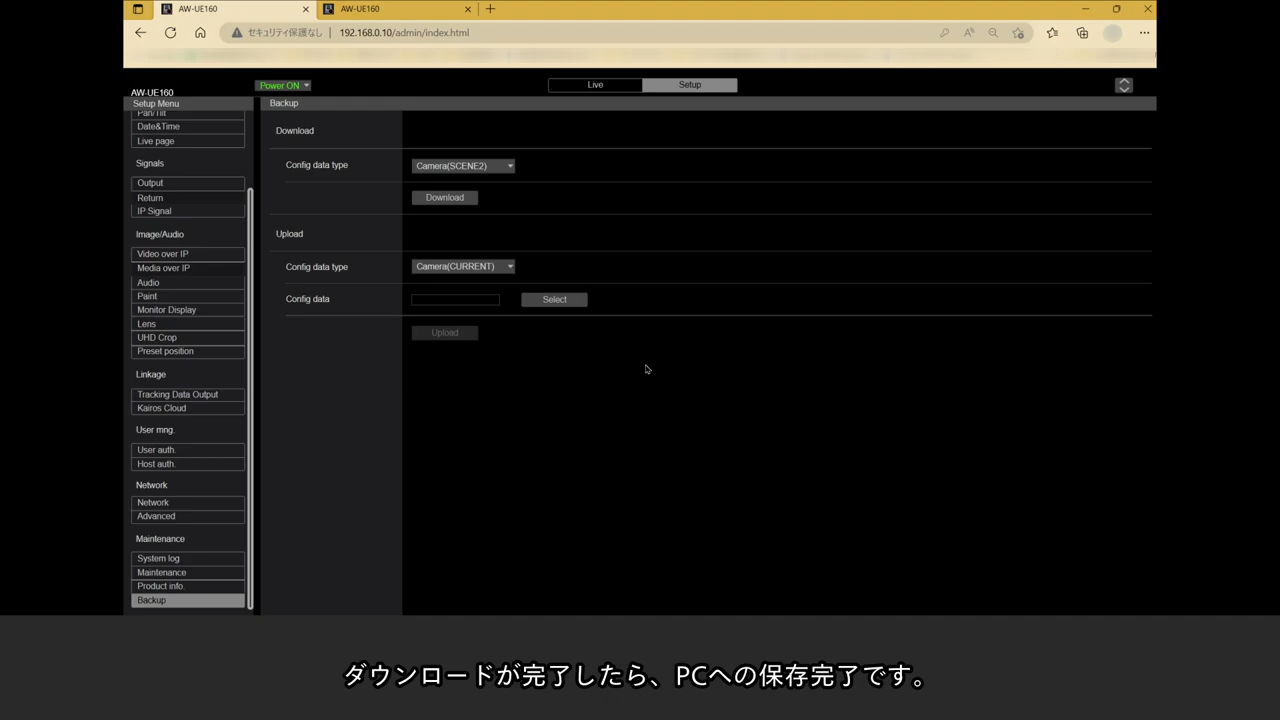 AW-UE160
AW-UE160
セキュリティ保護なし
192.168.0.10/admin/index.html
AW-UE160
Power ON
Live
Setup
Setup Menu
Pan/Tilt
Date&Time
Live page
Signals
Output
Return
IP Signal
Image/Audio
Video over IP
Media over IP
Audio
Paint
Monitor Display
Lens
UHD Crop
Preset position
Linkage
Tracking Data Output
Kairos Cloud
User mng.
User auth.
Host auth.
Network
Network
Advanced
Maintenance
System log
Maintenance
Product info.
Backup
Backup
Download
Config data type
Camera(SCENE2)
Download
Upload
Config data type
Camera(CURRENT)
Config data
Select
Upload
ダウンロードが完了したら、PCへの保存完了です。